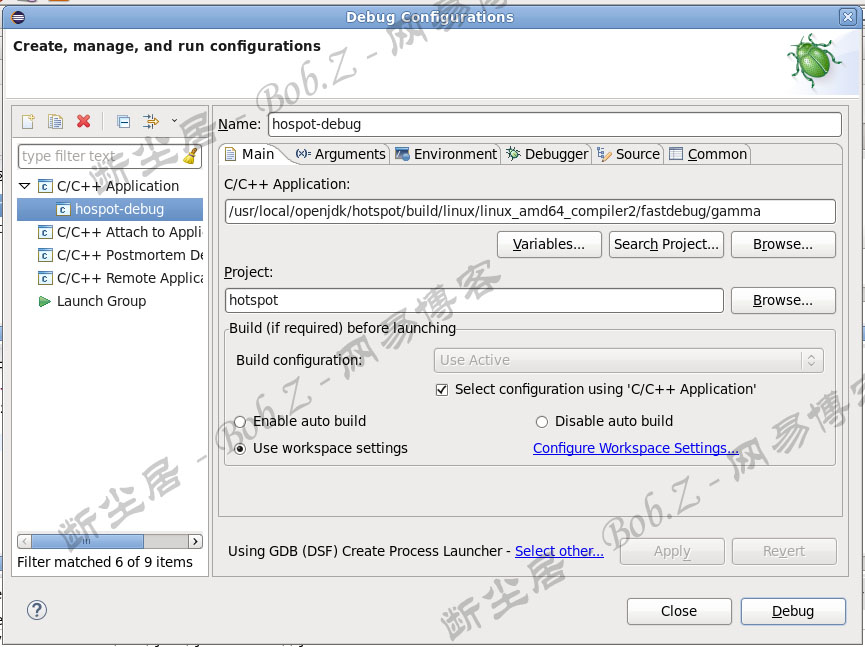 Debug Configurations
Create, manage, and run configurations
type filter text
C/C++ Application
hospot-debug
C/C++ Attach to Appli
C/C++ Postmortem De
C/C++ Remote Applica
Launch Group
Filter matched 6 of 9 items
Name: hospot-debug
Main (x)= Arguments Environment Debugger Source Common
C/C++ Application:
/usr/local/openjdk/hotspot/build/linux/linux_amd64_compiler2/fastdebug/gamma
Variables... Search Project... Browse...
Project:
hotspot Browse...
Build (if required) before launching
Build configuration: Use Active
Select configuration using 'C/C++ Application'
Enable auto build Disable auto build
Use workspace settings Configure Workspace Settings...
Using GDB (DSF) Create Process Launcher - Select other... Apply Revert
Close Debug
断尘居 - Bob.Z - 网易博客
断尘居 - Bob.Z - 网易博客
断尘居 - Bob.Z - 网易博客